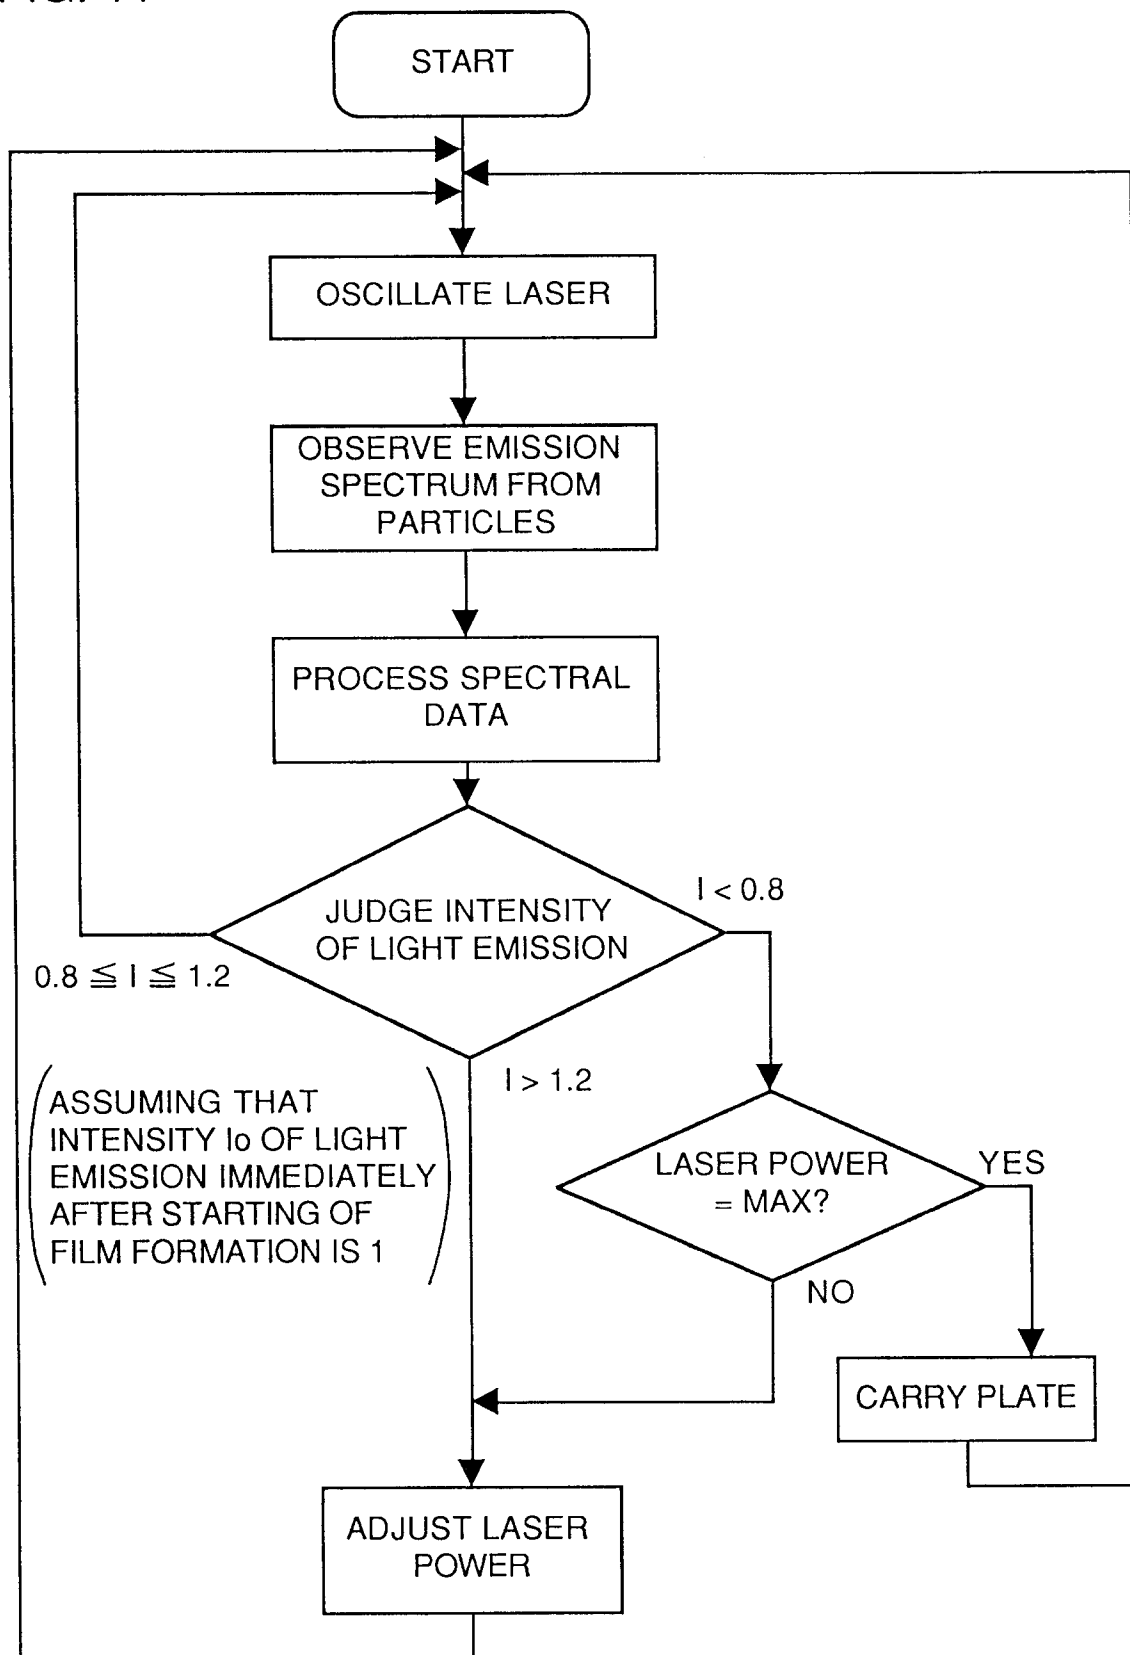 START
OSCILLATE LASER
OBSERVE EMISSION
SPECTRUM FROM
PARTICLES
PROCESS SPECTRAL
DATA
JUDGE INTENSITY
OF LIGHT EMISSION
I < 0.8
0.8 ≦ I ≦ 1.2
I > 1.2
ASSUMING THAT
INTENSITY Io OF LIGHT
EMISSION IMMEDIATELY
AFTER STARTING OF
FILM FORMATION IS 1
LASER POWER
= MAX?
YES
NO
CARRY PLATE
ADJUST LASER
POWER